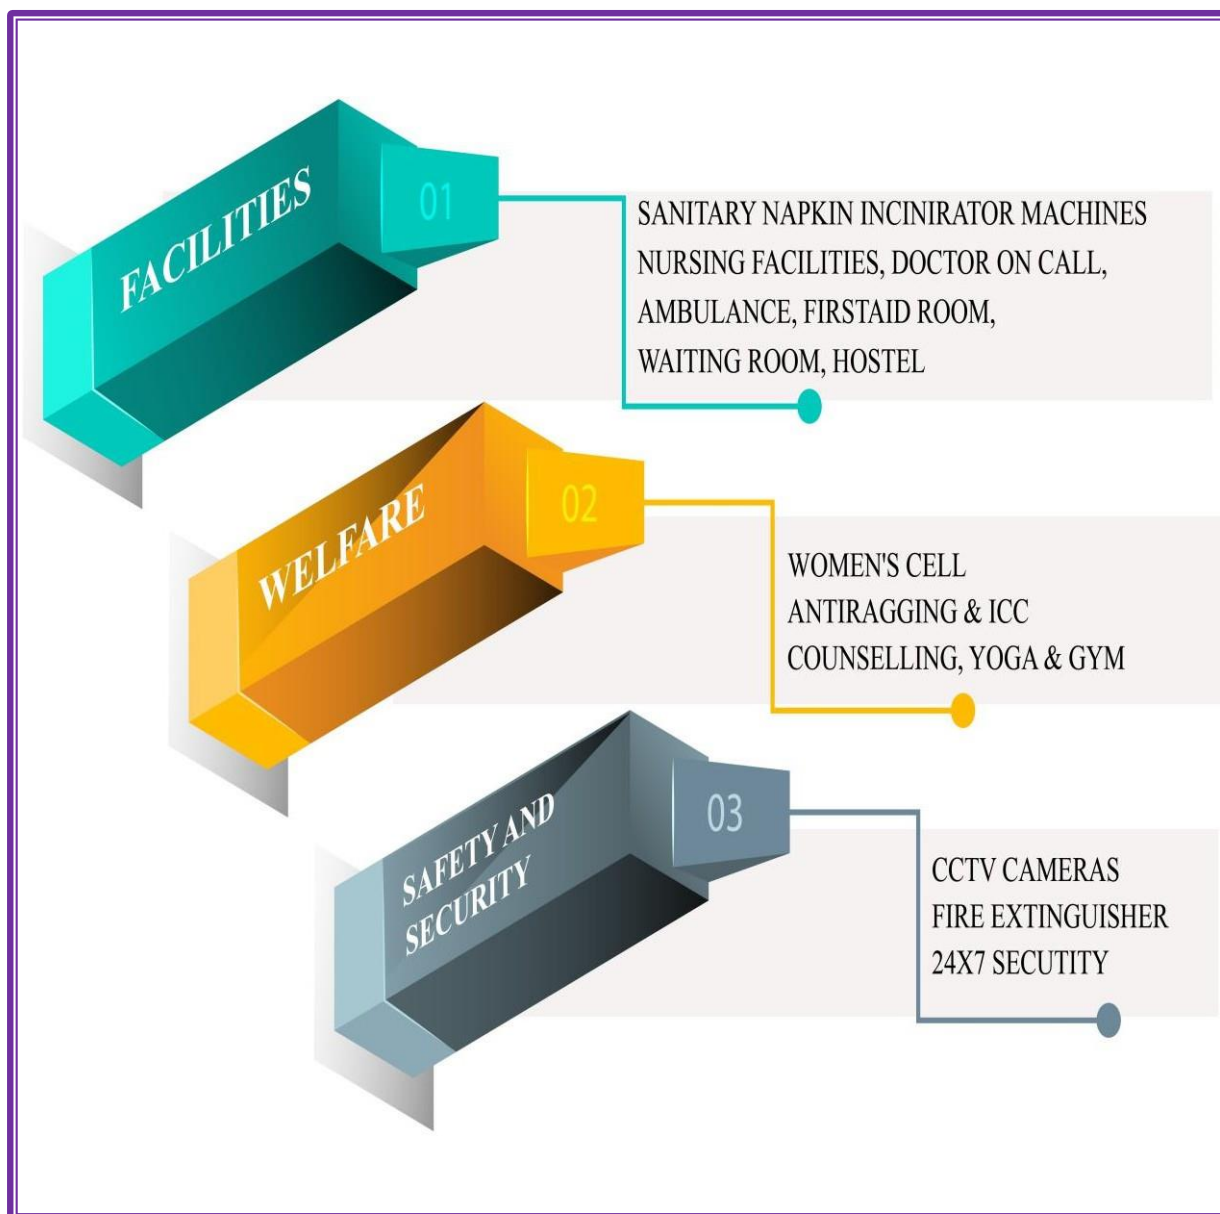 FACILITIES
01
SANITARY NAPKIN INCINIRATOR MACHINES
NURSING FACILITIES, DOCTOR ON CALL,
AMBULANCE, FIRSTAID ROOM,
WAITING ROOM, HOSTEL
WELFARE
02
WOMEN'S CELL
ANTIRAGGING & ICC
COUNSELLING, YOGA & GYM
SAFETY AND
SECURITY
03
CCTV CAMERAS
FIRE EXTINGUISHER
24X7 SECUTITY